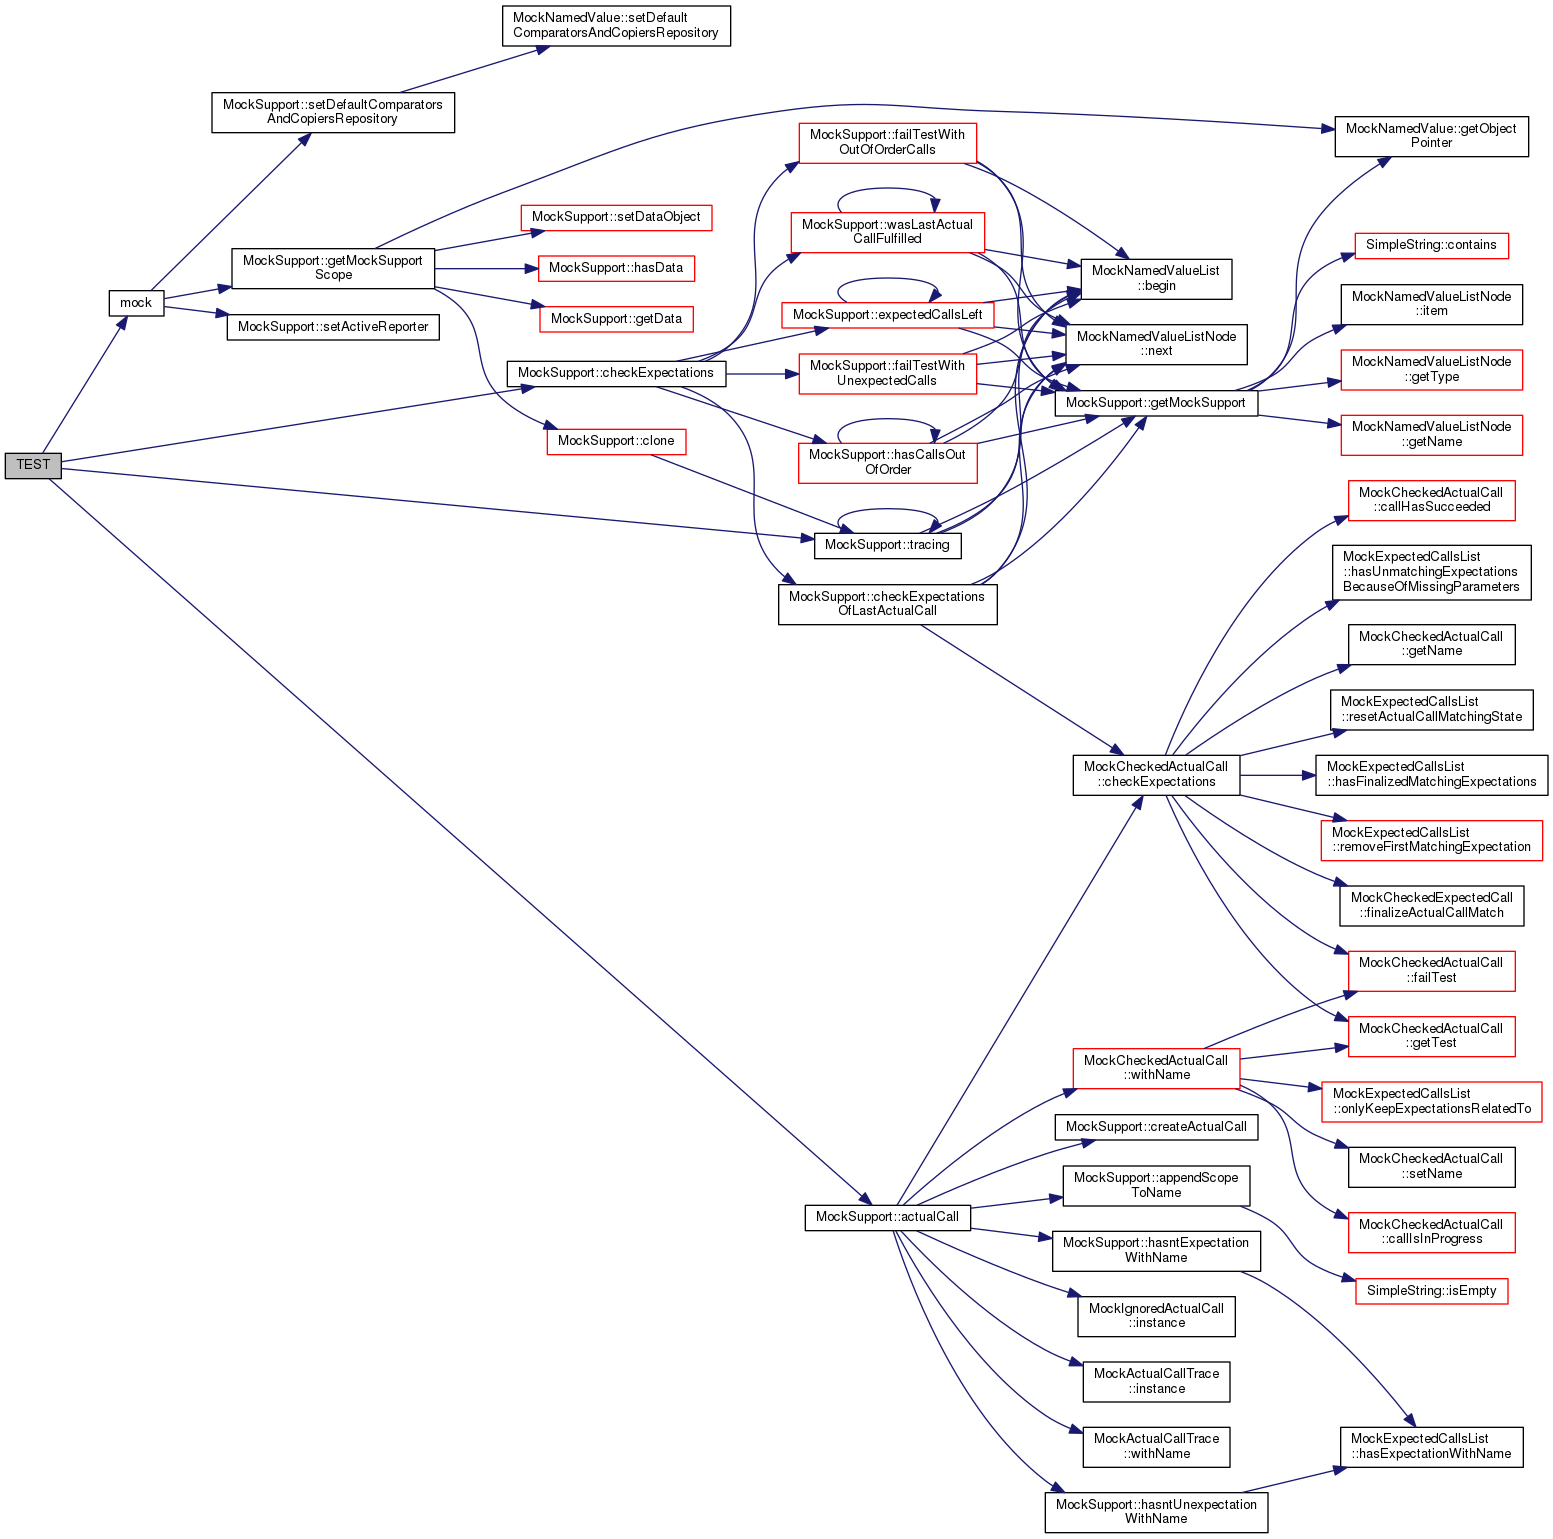 MockNamedValue::setDefault
ComparatorsAndCopiersRepository
MockSupport::setDefaultComparators
AndCopiersRepository
MockSupport::failTestWith
OutOfOrderCalls
MockNamedValue::getObject
Pointer
MockSupport::setDataObject
MockSupport::wasLastActual
CallFulfilled
SimpleString::contains
MockSupport::getMockSupport
Scope
MockSupport::hasData
MockNamedValueList
::begin
mock
MockSupport::getData
MockSupport::expectedCallsLeft
MockNamedValueListNode
::item
MockSupport::setActiveReporter
MockNamedValueListNode
::next
MockSupport::checkExpectations
MockSupport::failTestWith
UnexpectedCalls
MockNamedValueListNode
::getType
MockSupport::getMockSupport
MockSupport::clone
MockSupport::hasCallsOut
OfOrder
MockNamedValueListNode
::getName
TEST
MockCheckedActualCall
::callHasSucceeded
MockSupport::tracing
MockExpectedCallsList
::hasUnmatchingExpectations
BecauseOfMissingParameters
MockSupport::checkExpectations
OfLastActualCall
MockCheckedActualCall
::getName
MockExpectedCallsList
::resetActualCallMatchingState
MockCheckedActualCall
::checkExpectations
MockExpectedCallsList
::hasFinalizedMatchingExpectations
MockExpectedCallsList
::removeFirstMatchingExpectation
MockCheckedExpectedCall
::finalizeActualCallMatch
MockCheckedActualCall
::failTest
MockCheckedActualCall
::getTest
MockCheckedActualCall
::withName
MockExpectedCallsList
::onlyKeepExpectationsRelatedTo
MockSupport::createActualCall
MockCheckedActualCall
::setName
MockSupport::appendScope
ToName
MockSupport::actualCall
MockCheckedActualCall
::callIsInProgress
MockSupport::hasntExpectation
WithName
SimpleString::isEmpty
MockIgnoredActualCall
::instance
MockActualCallTrace
::instance
MockActualCallTrace
::withName
MockExpectedCallsList
::hasExpectationWithName
MockSupport::hasntUnexpectation
WithName